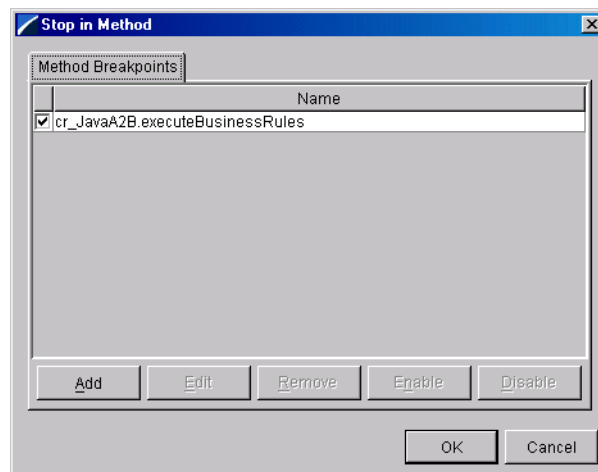 Stop in Method
Method Breakpoints
Name
cr_JavaA2B.executeBusinessRules
Add Edit Remove Enable Disable
OK Cancel